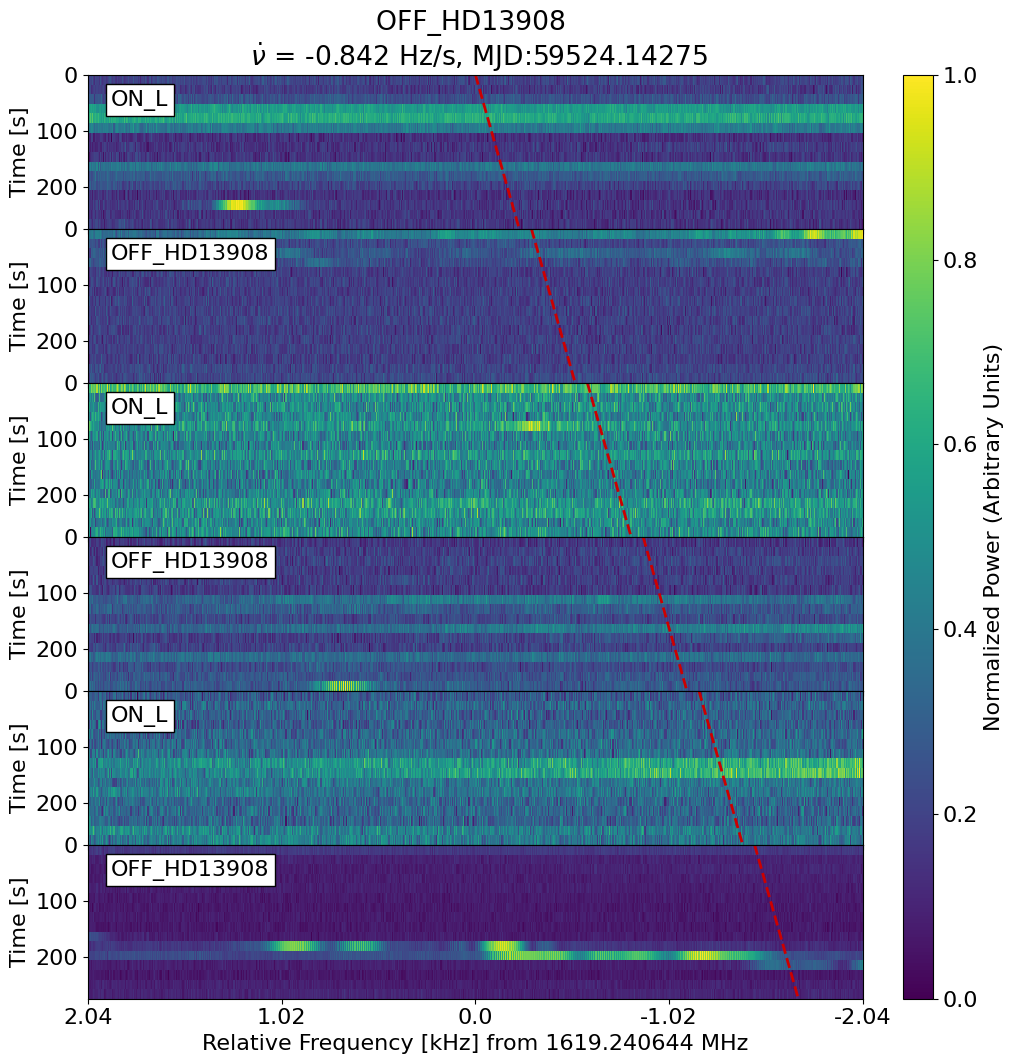 OFF_HD13908
ν̇ = -0.842 Hz/s, MJD:59524.14275
0
ON_L
100
Time [s]
200
0
OFF_HD13908
100
Time [s]
200
0
ON_L
100
Time [s]
200
0
OFF_HD13908
100
Time [s]
200
0
ON_L
100
Time [s]
200
0
OFF_HD13908
100
Time [s]
200
2.04 1.02 0.0 -1.02 -2.04
Relative Frequency [kHz] from 1619.240644 MHz
1.0
0.8
0.6
0.4
0.2
0.0
Normalized Power (Arbitrary Units)